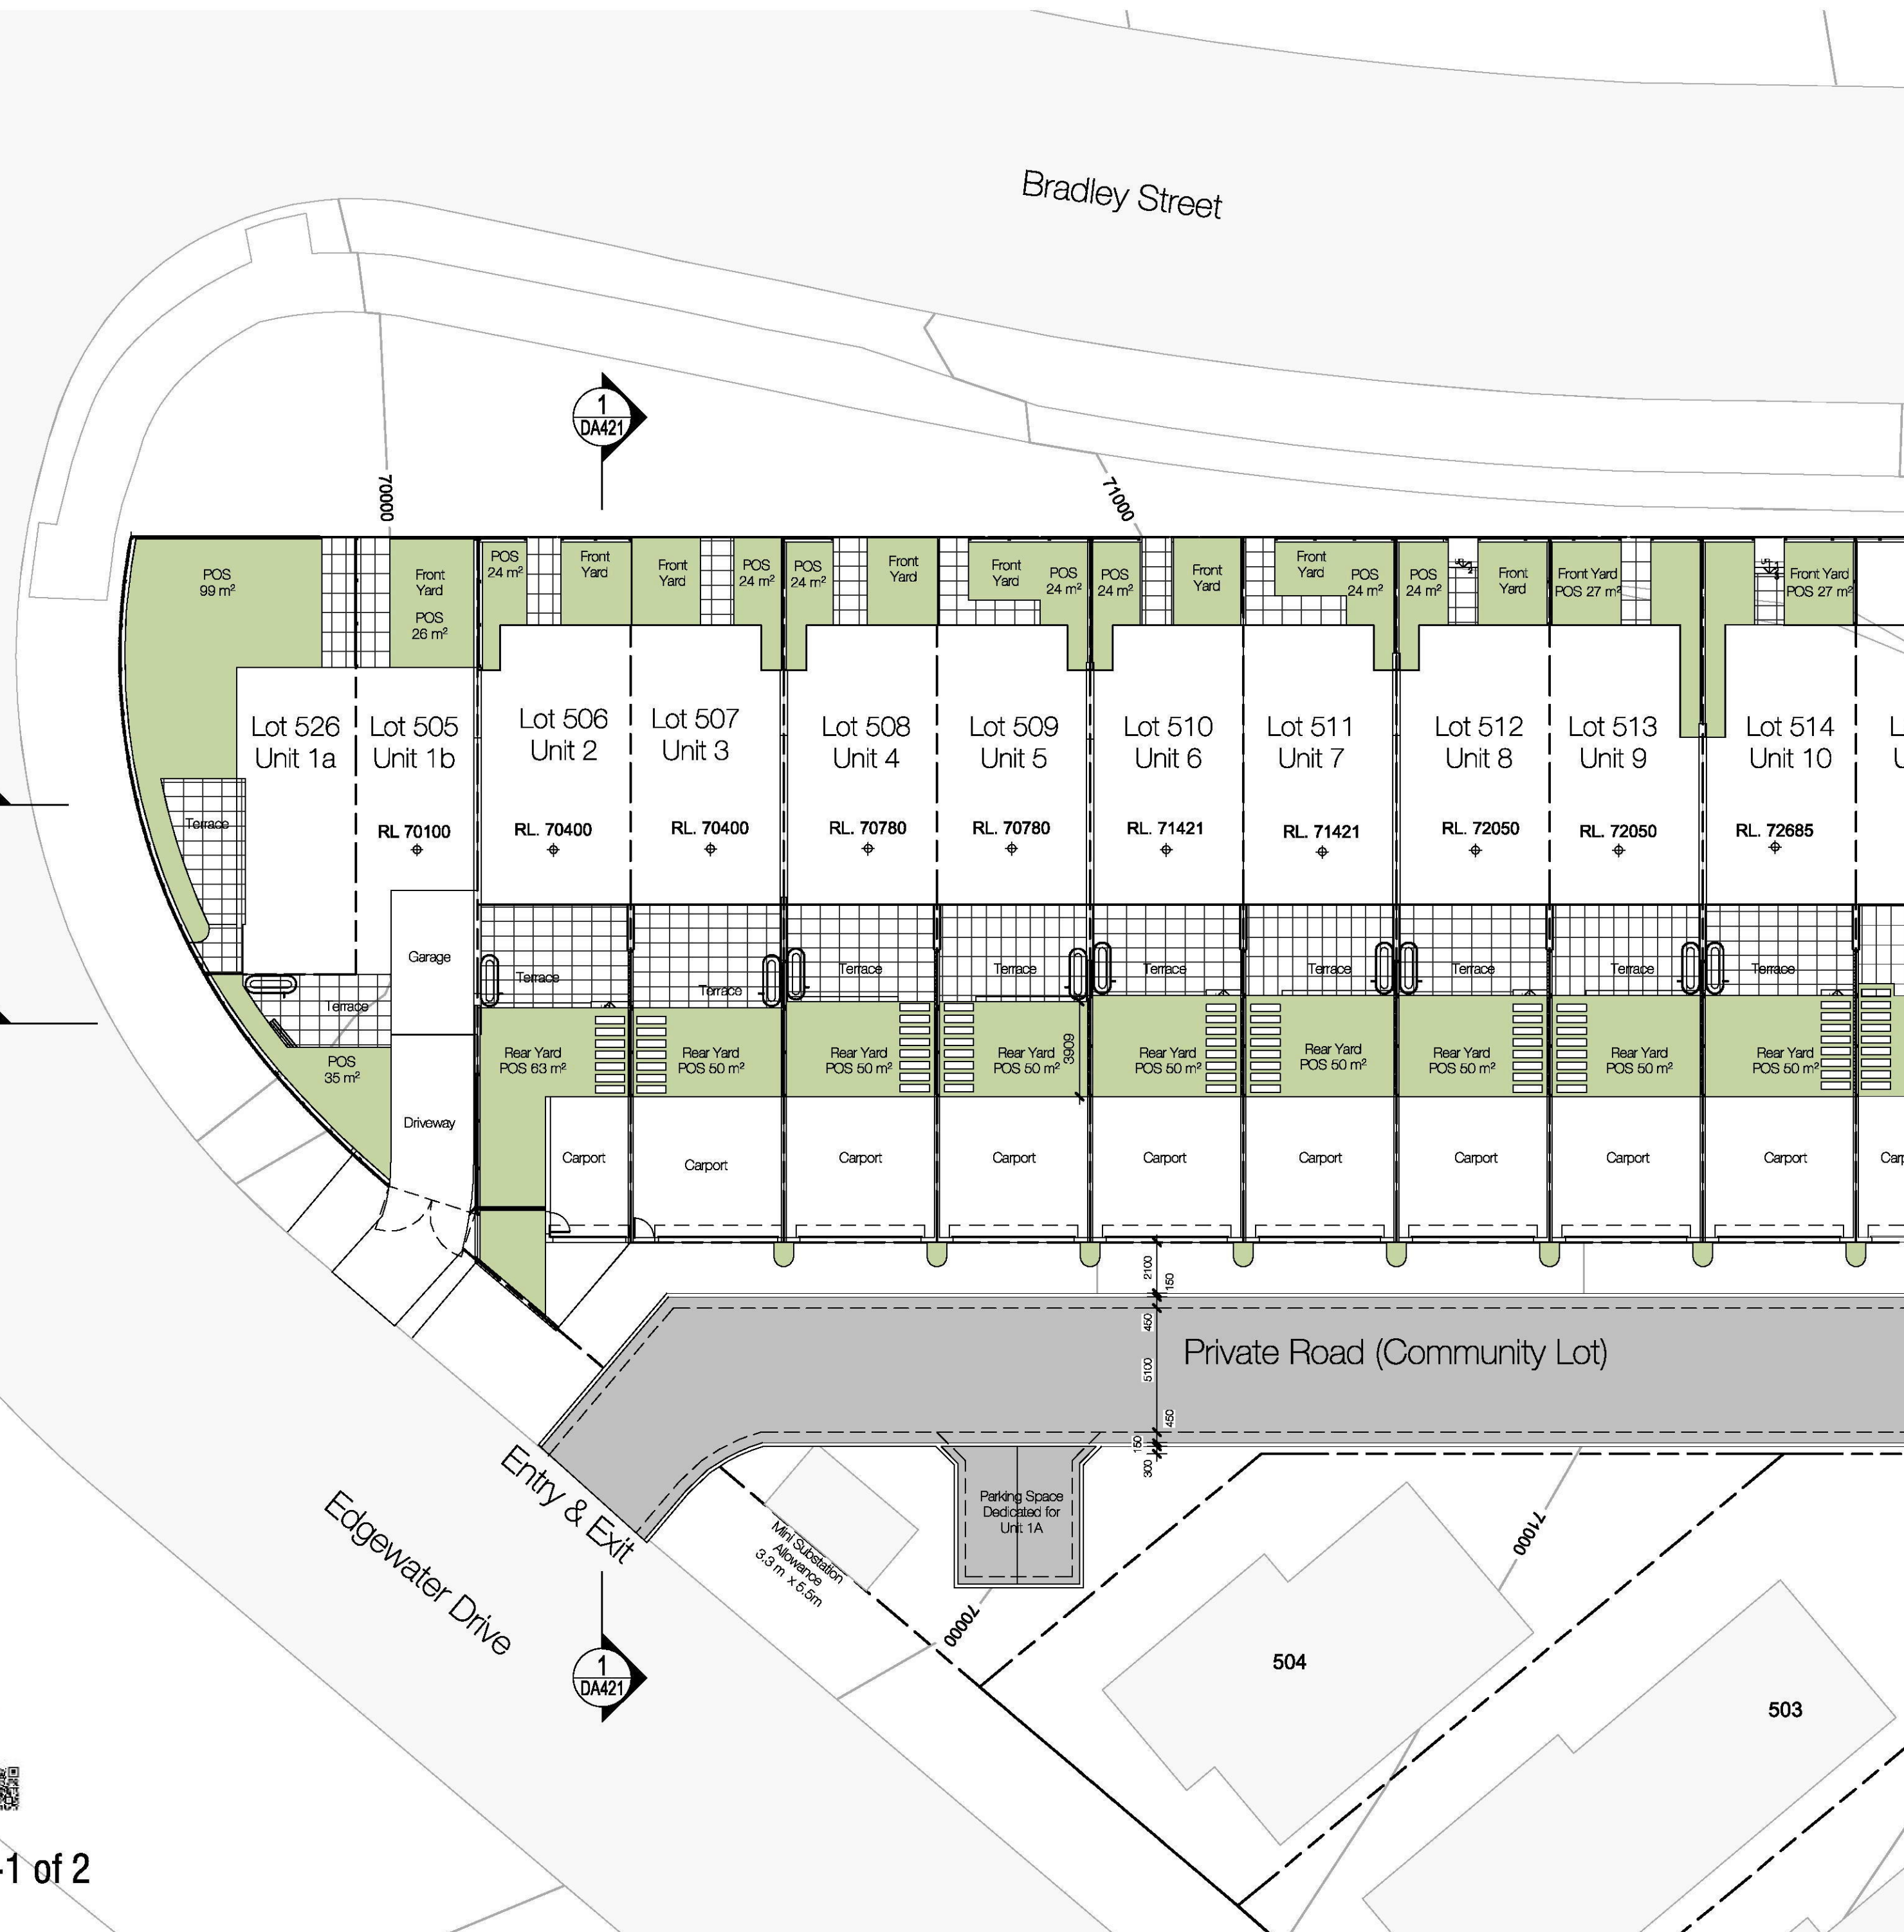 Bradley Street
1
DA421
70000
71000
POS
99 m²
Front
Yard
POS
26 m²
POS
24 m²
Front
Yard
Front
Yard
POS
24 m²
POS
24 m²
Front
Yard
Front
Yard
POS
24 m²
POS
24 m²
Front
Yard
Front
Yard
POS
24 m²
POS
24 m²
Front
Yard
Front Yard
POS 27 m²
Front Yard
POS 27 m²
Lot 526
Unit 1a
Lot 505
Unit 1b
Lot 506
Unit 2
Lot 507
Unit 3
Lot 508
Unit 4
Lot 509
Unit 5
Lot 510
Unit 6
Lot 511
Unit 7
Lot 512
Unit 8
Lot 513
Unit 9
Lot 514
Unit 10
L
U
RL 70100
RL. 70400
RL. 70400
RL. 70780
RL. 70780
RL. 71421
RL. 71421
RL. 72050
RL. 72050
RL. 72685
Terrace
Garage
Terrace
Terrace
Terrace
Terrace
Terrace
Terrace
Terrace
Terrace
Terrace
Terrace
POS
35 m²
Rear Yard
POS 63 m²
Rear Yard
POS 50 m²
Rear Yard
POS 50 m²
Rear Yard
POS 50 m²
3909
Rear Yard
POS 50 m²
Rear Yard
POS 50 m²
Rear Yard
POS 50 m²
Rear Yard
POS 50 m²
Rear Yard
POS 50 m²
Driveway
Carport
Carport
Carport
Carport
Carport
Carport
Carport
Carport
Carport
Carp
2100
150
450
5100
450
150
300
Private Road (Community Lot)
Entry & Exit
Edgewater Drive
Parking Space
Dedicated for
Unit 1A
Mini Substation
Allowance
3.3 m x 5.5m
70000
71000
1
DA421
504
503
-1 of 2